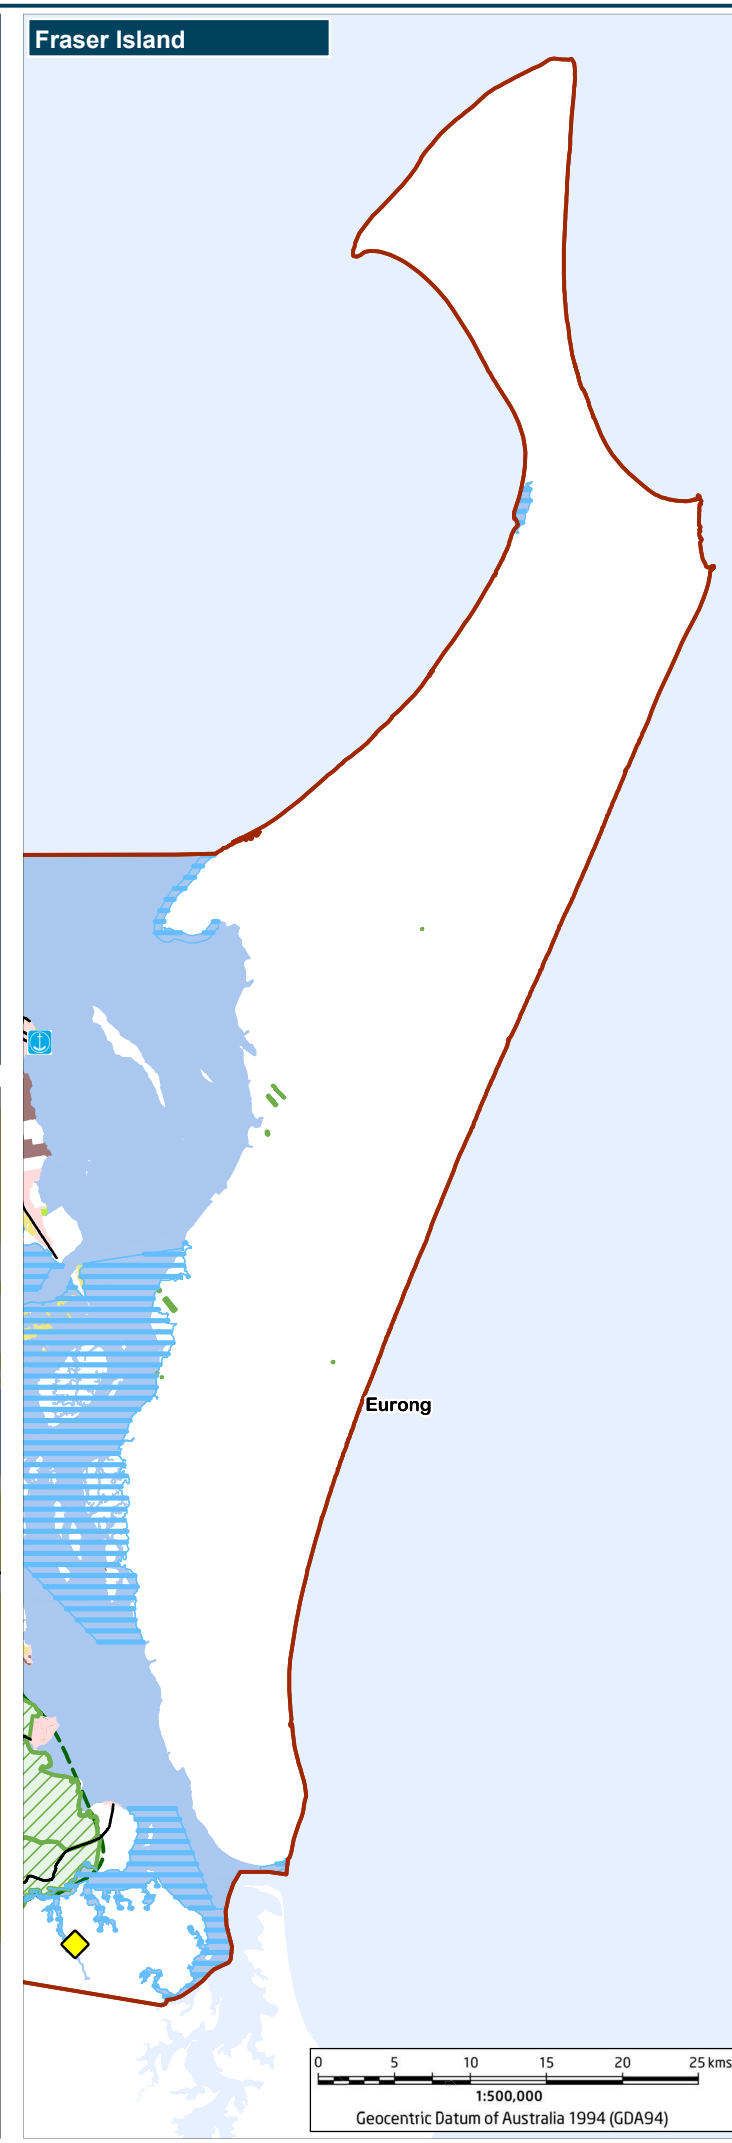 Fraser Island
Eurong
0 5 10 15 20 25 kms
1:500,000
Geocentric Datum of Australia 1994 (GDA94)